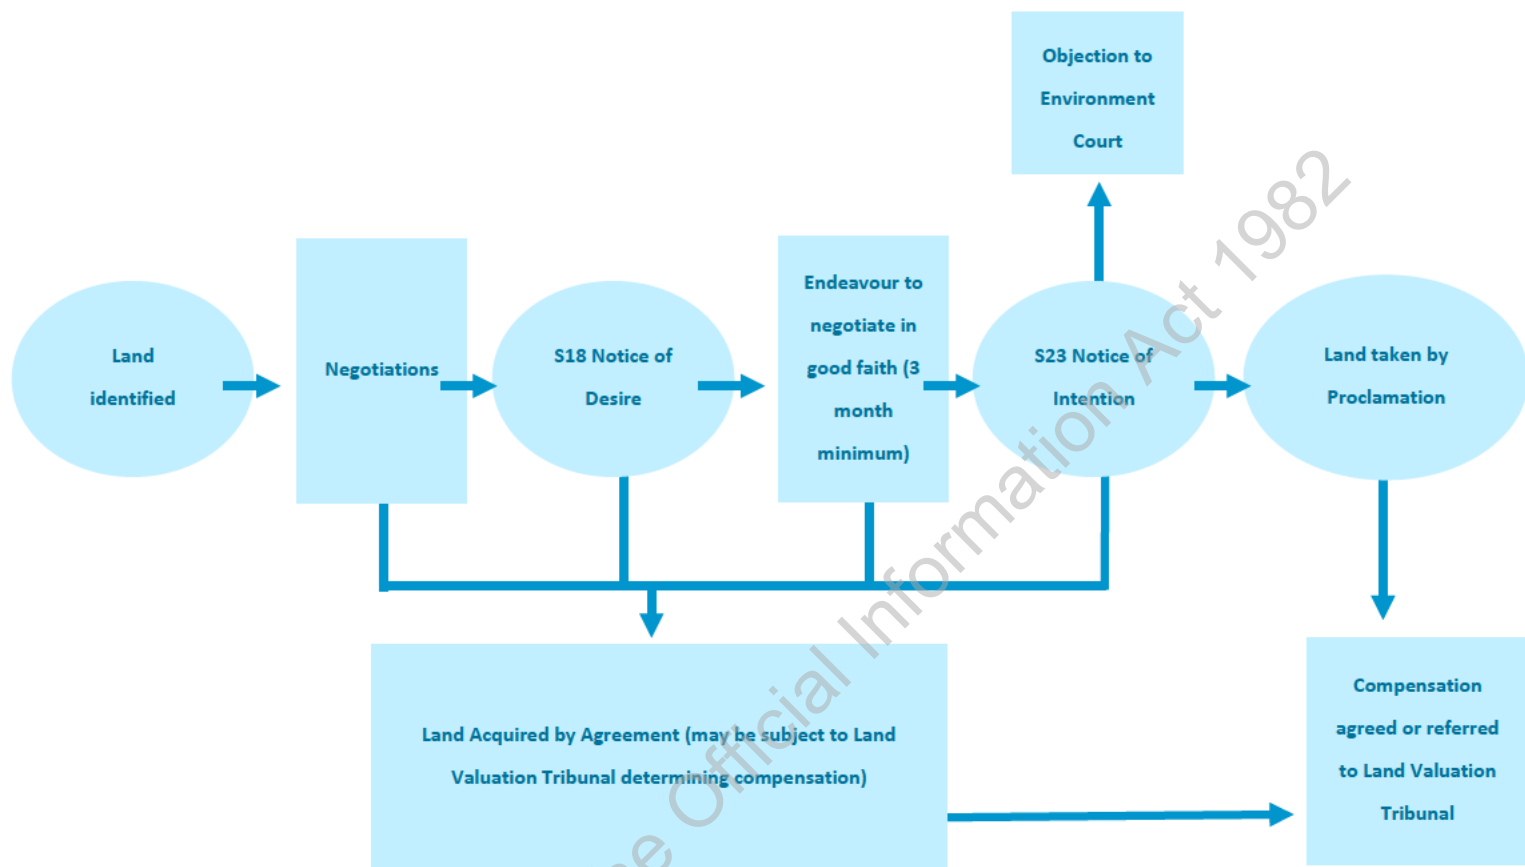 Objection to
Environment
Court
Land
identified
Negotiations
S18 Notice of
Desire
Endeavour to
negotiate in
good faith (3
month
minimum)
S23 Notice of
Intention
Land taken by
Proclamation
Land Acquired by Agreement (may be subject to Land
Valuation Tribunal determining compensation)
Compensation
agreed or referred
to Land Valuation
Tribunal
Official Information Act 1982